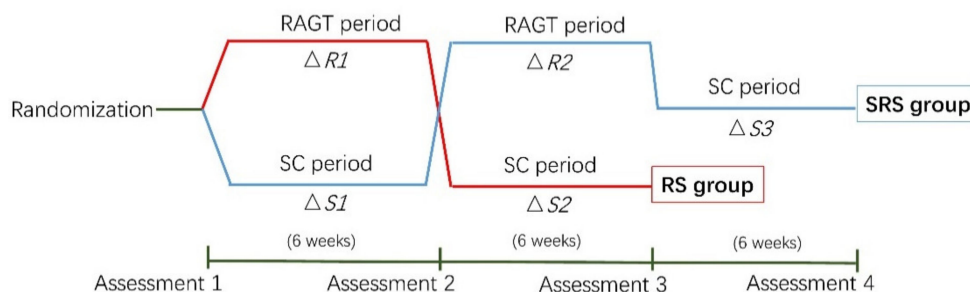 RAGT period
△R1
RAGT period
△R2
Randomization
SC period
△S3
SRS group
SC period
△S1
SC period
△S2
RS group
(6 weeks)
(6 weeks)
(6 weeks)
Assessment 1
Assessment 2
Assessment 3
Assessment 4